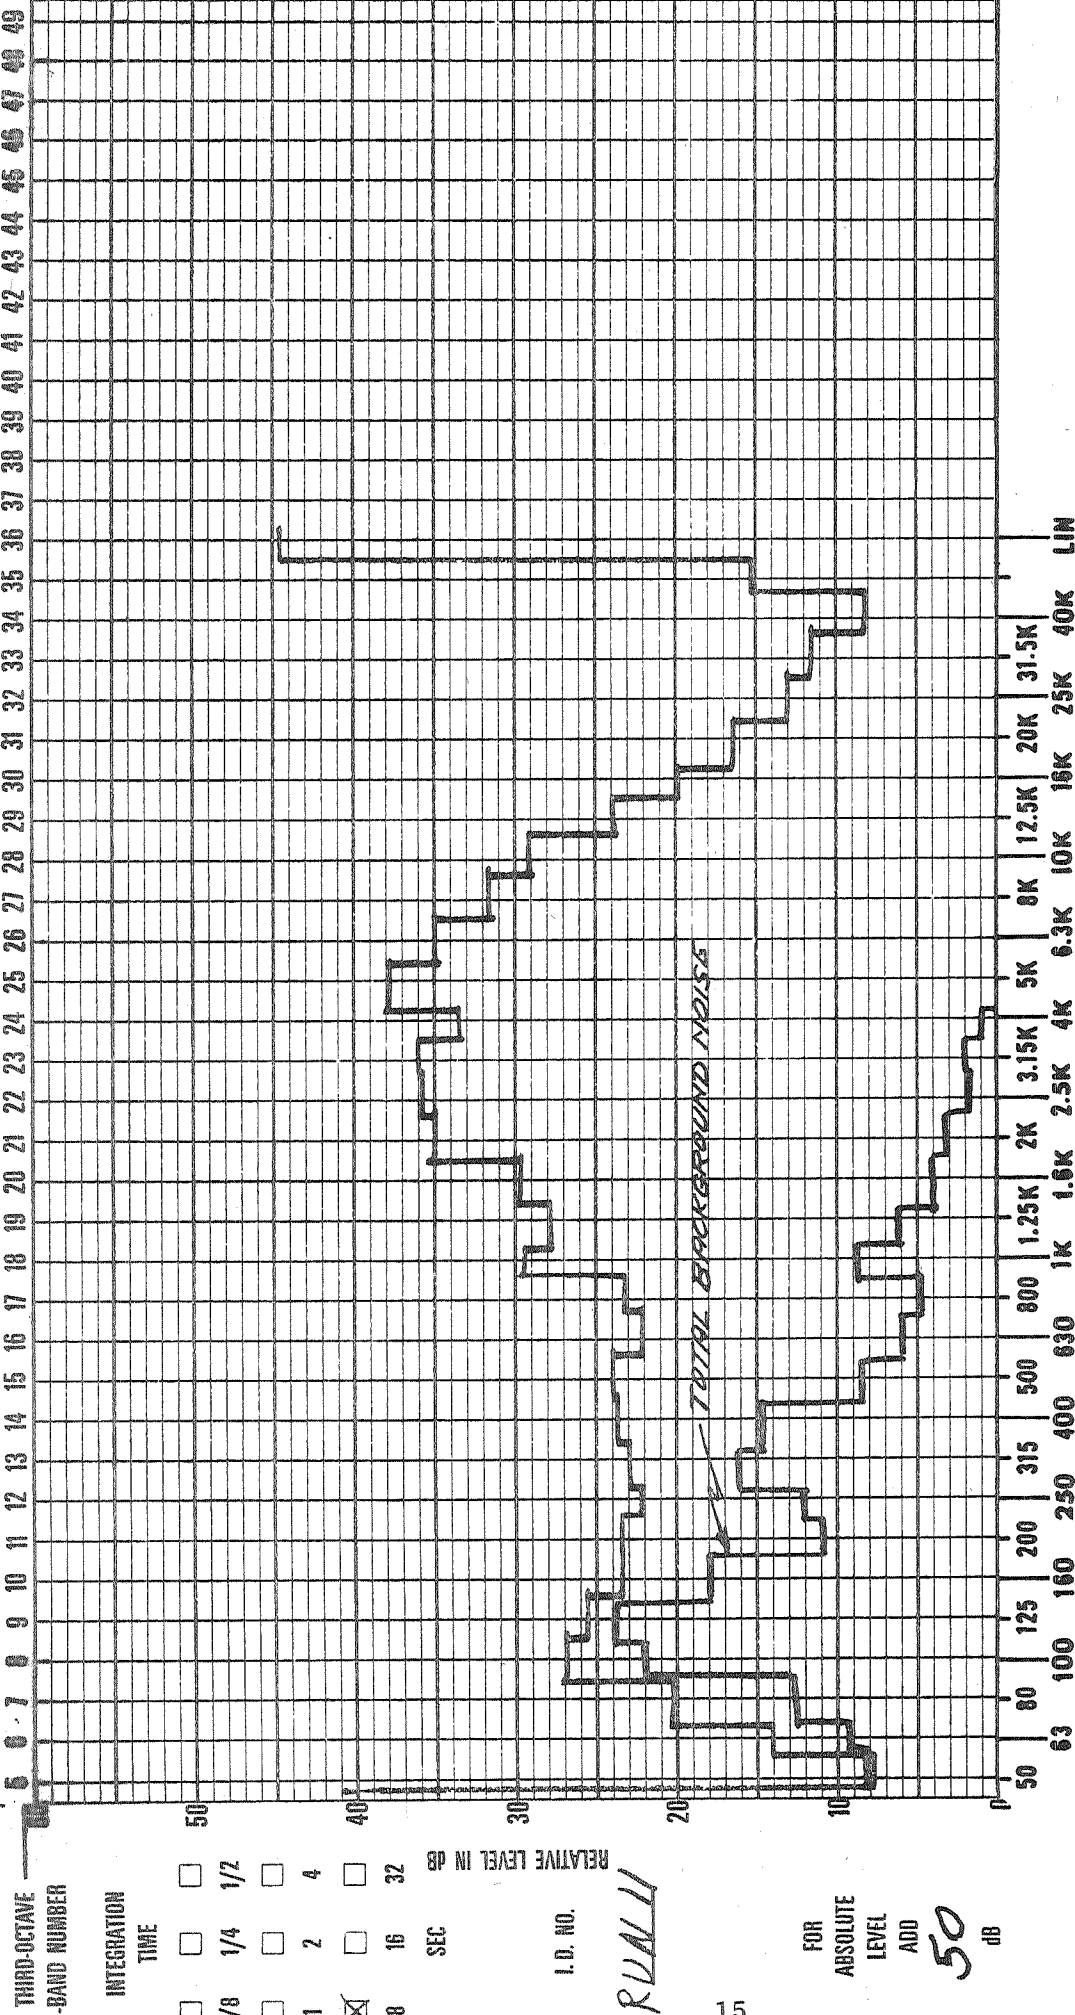 THIRD-OCTAVE
-BAND NUMBER
5 6 7 8 9 10 11 12 13 14 15 16 17 18 19 20 21 22 23 24 25 26 27 28 29 30 31 32 33 34 35 36 37 38 39 40 41 42 43 44 45 46 47 48 49
INTEGRATION
TIME
/8 1/4 1/2
1 2 4
8 16 32
SEC
RELATIVE LEVEL IN dB
50
40
30
20
10
0
I.D. NO.
RUN 11
15
FOR
ABSOLUTE
LEVEL
ADD
50
dB
TOTAL BACKGROUND NOISE
50 80 125 200 315 500 800 1.25K 2K 3.15K 5K 8K 12.5K 20K 31.5K
63 100 160 250 400 630 1K 1.6K 2.5K 4K 6.3K 10K 16K 25K 40K LIN